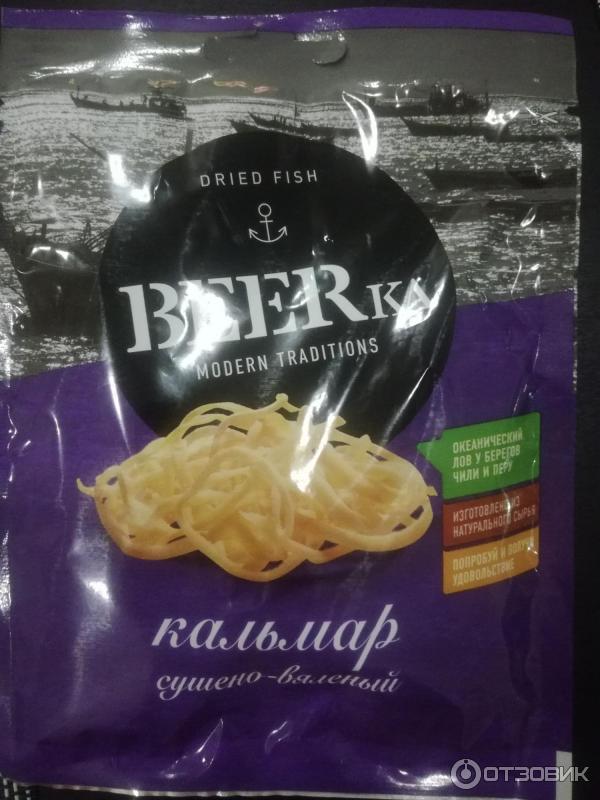 DRIED FISH
BEERKA
MODERN TRADITIONS
ОКЕАНИЧЕСКИЙ
ЛОВ У БЕРЕГОВ
ЧИЛИ И ПЕРУ
ИЗГОТОВЛЕНО ИЗ
НАТУРАЛЬНОГО СЫРЬЯ
ПОПРОБУЙ И ПОЛУЧИ
УДОВОЛЬСТВИЕ
кальмар
сушено-вяленый
ОТЗОВИК